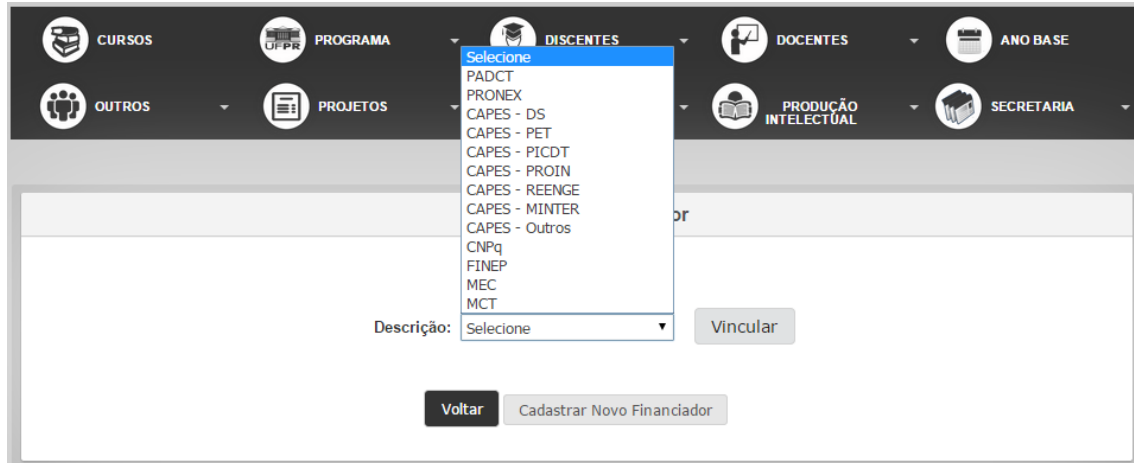 CURSOS
UFPR
PROGRAMA
DISCENTES
DOCENTES
ANO BASE
OUTROS
PROJETOS
PRODUÇÃO
INTELECTUAL
SECRETARIA
Selecione
PADCT
PRONEX
CAPES - DS
CAPES - PET
CAPES - PICDT
CAPES - PROIN
CAPES - REENGE
CAPES - MINTER
CAPES - Outros
CNPq
FINEP
MEC
MCT
or
Descrição: Selecione Vincular
Voltar Cadastrar Novo Financiador